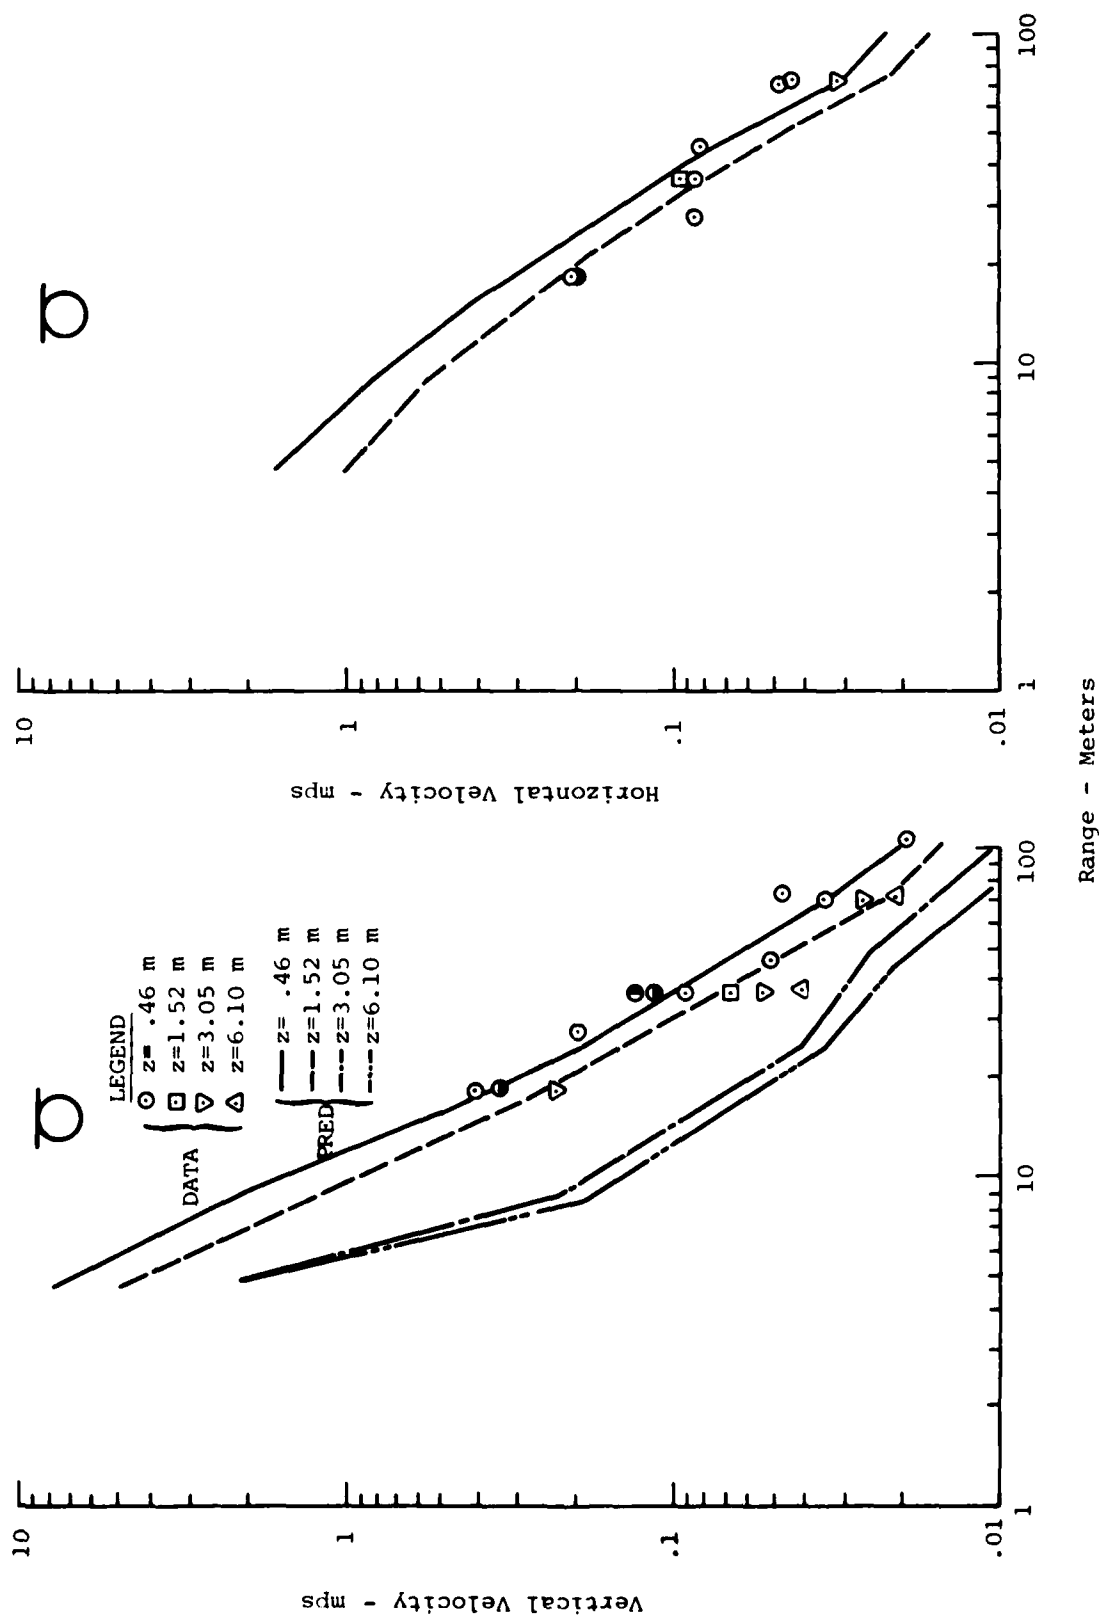 LEGEND
DATA
z= .46 m
z=1.52 m
z=3.05 m
z=6.10 m
PRED
z= .46 m
z=1.52 m
z=3.05 m
z=6.10 m
Vertical Velocity - mps
10
1
.1
.01
1
10
100
Horizontal Velocity - mps
10
1
.1
.01
1
10
100
Range - Meters